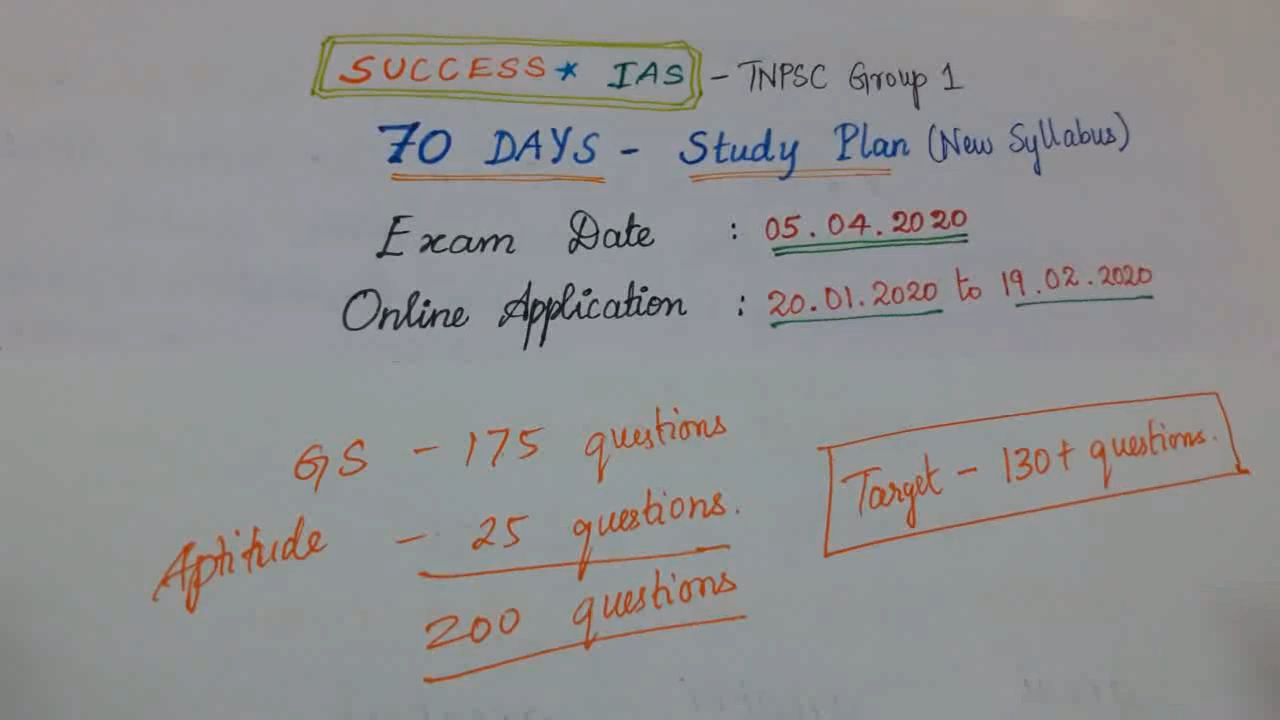 SUCCESS★ IAS - TNPSC Group 1
70 DAYS - Study Plan (New Syllabus)
Exam Date : 05.04.2020
Online Application : 20.01.2020 to 19.02.2020
GS - 175 questions
Aptitude - 25 questions.
200 questions
Target - 130+ questions.